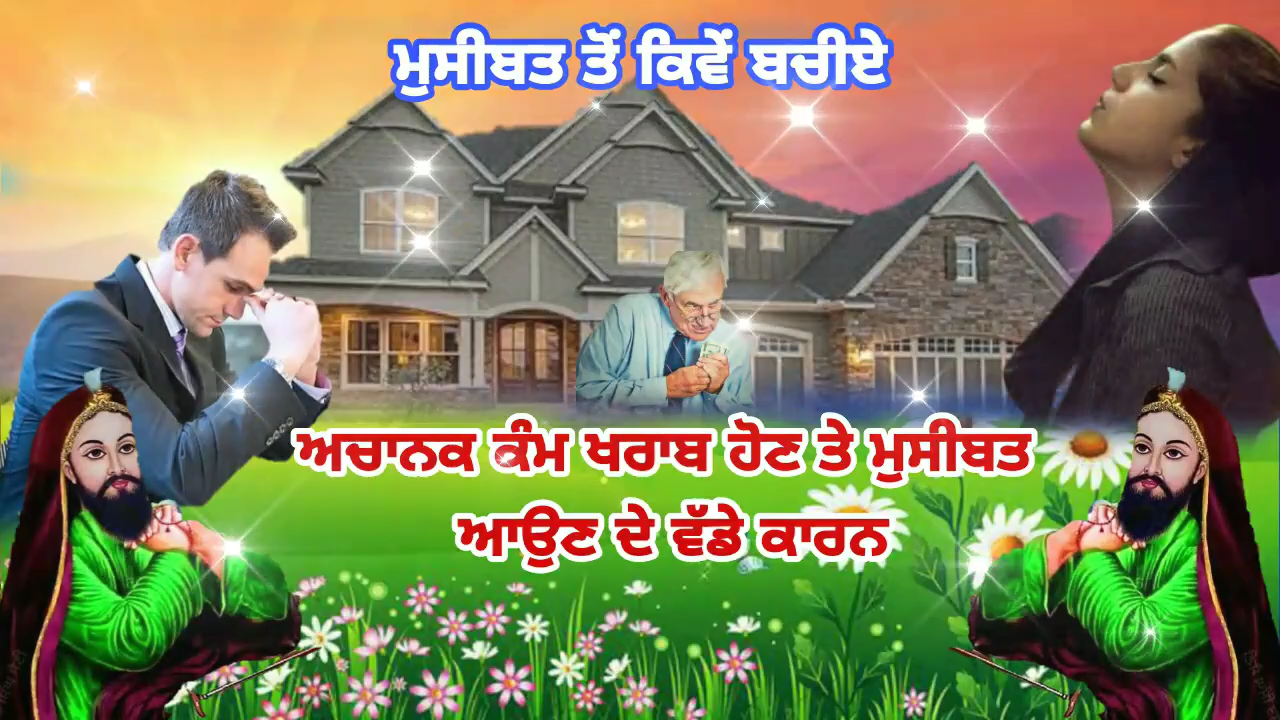 ਮੁਸੀਬਤ ਤੋਂ ਕਿਵੇਂ ਬਚੀਏ
ਅਚਾਨਕ ਕੰਮ ਖਰਾਬ ਹੋਣ ਤੇ ਮੁਸੀਬਤ
ਆਉਣ ਦੇ ਵੱਡੇ ਕਾਰਨ